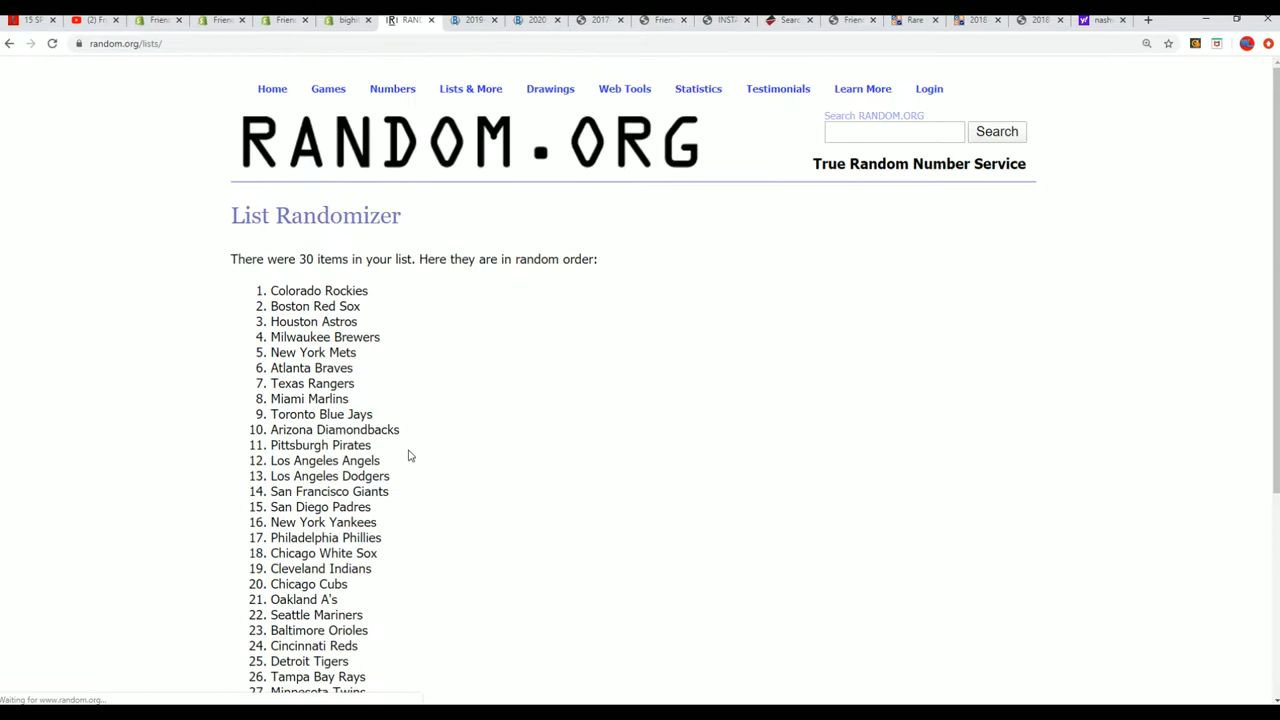 15 SP
(2) Fr
Friend
Friend
Friend
bight
RAND
2019-
2020
2017
Friend
INSTA
Searc
Friend
Rare
2018
2018
nash
random.org/lists/
Home Games Numbers Lists & More Drawings Web Tools Statistics Testimonials Learn More Login
Search RANDOM.ORG
RANDOM.ORG
Search
True Random Number Service
List Randomizer
There were 30 items in your list. Here they are in random order:
1. Colorado Rockies
2. Boston Red Sox
3. Houston Astros
4. Milwaukee Brewers
5. New York Mets
6. Atlanta Braves
7. Texas Rangers
8. Miami Marlins
9. Toronto Blue Jays
10. Arizona Diamondbacks
11. Pittsburgh Pirates
12. Los Angeles Angels
13. Los Angeles Dodgers
14. San Francisco Giants
15. San Diego Padres
16. New York Yankees
17. Philadelphia Phillies
18. Chicago White Sox
19. Cleveland Indians
20. Chicago Cubs
21. Oakland A's
22. Seattle Mariners
23. Baltimore Orioles
24. Cincinnati Reds
25. Detroit Tigers
26. Tampa Bay Rays
27. Minnesota Twins
Waiting for www.random.org...